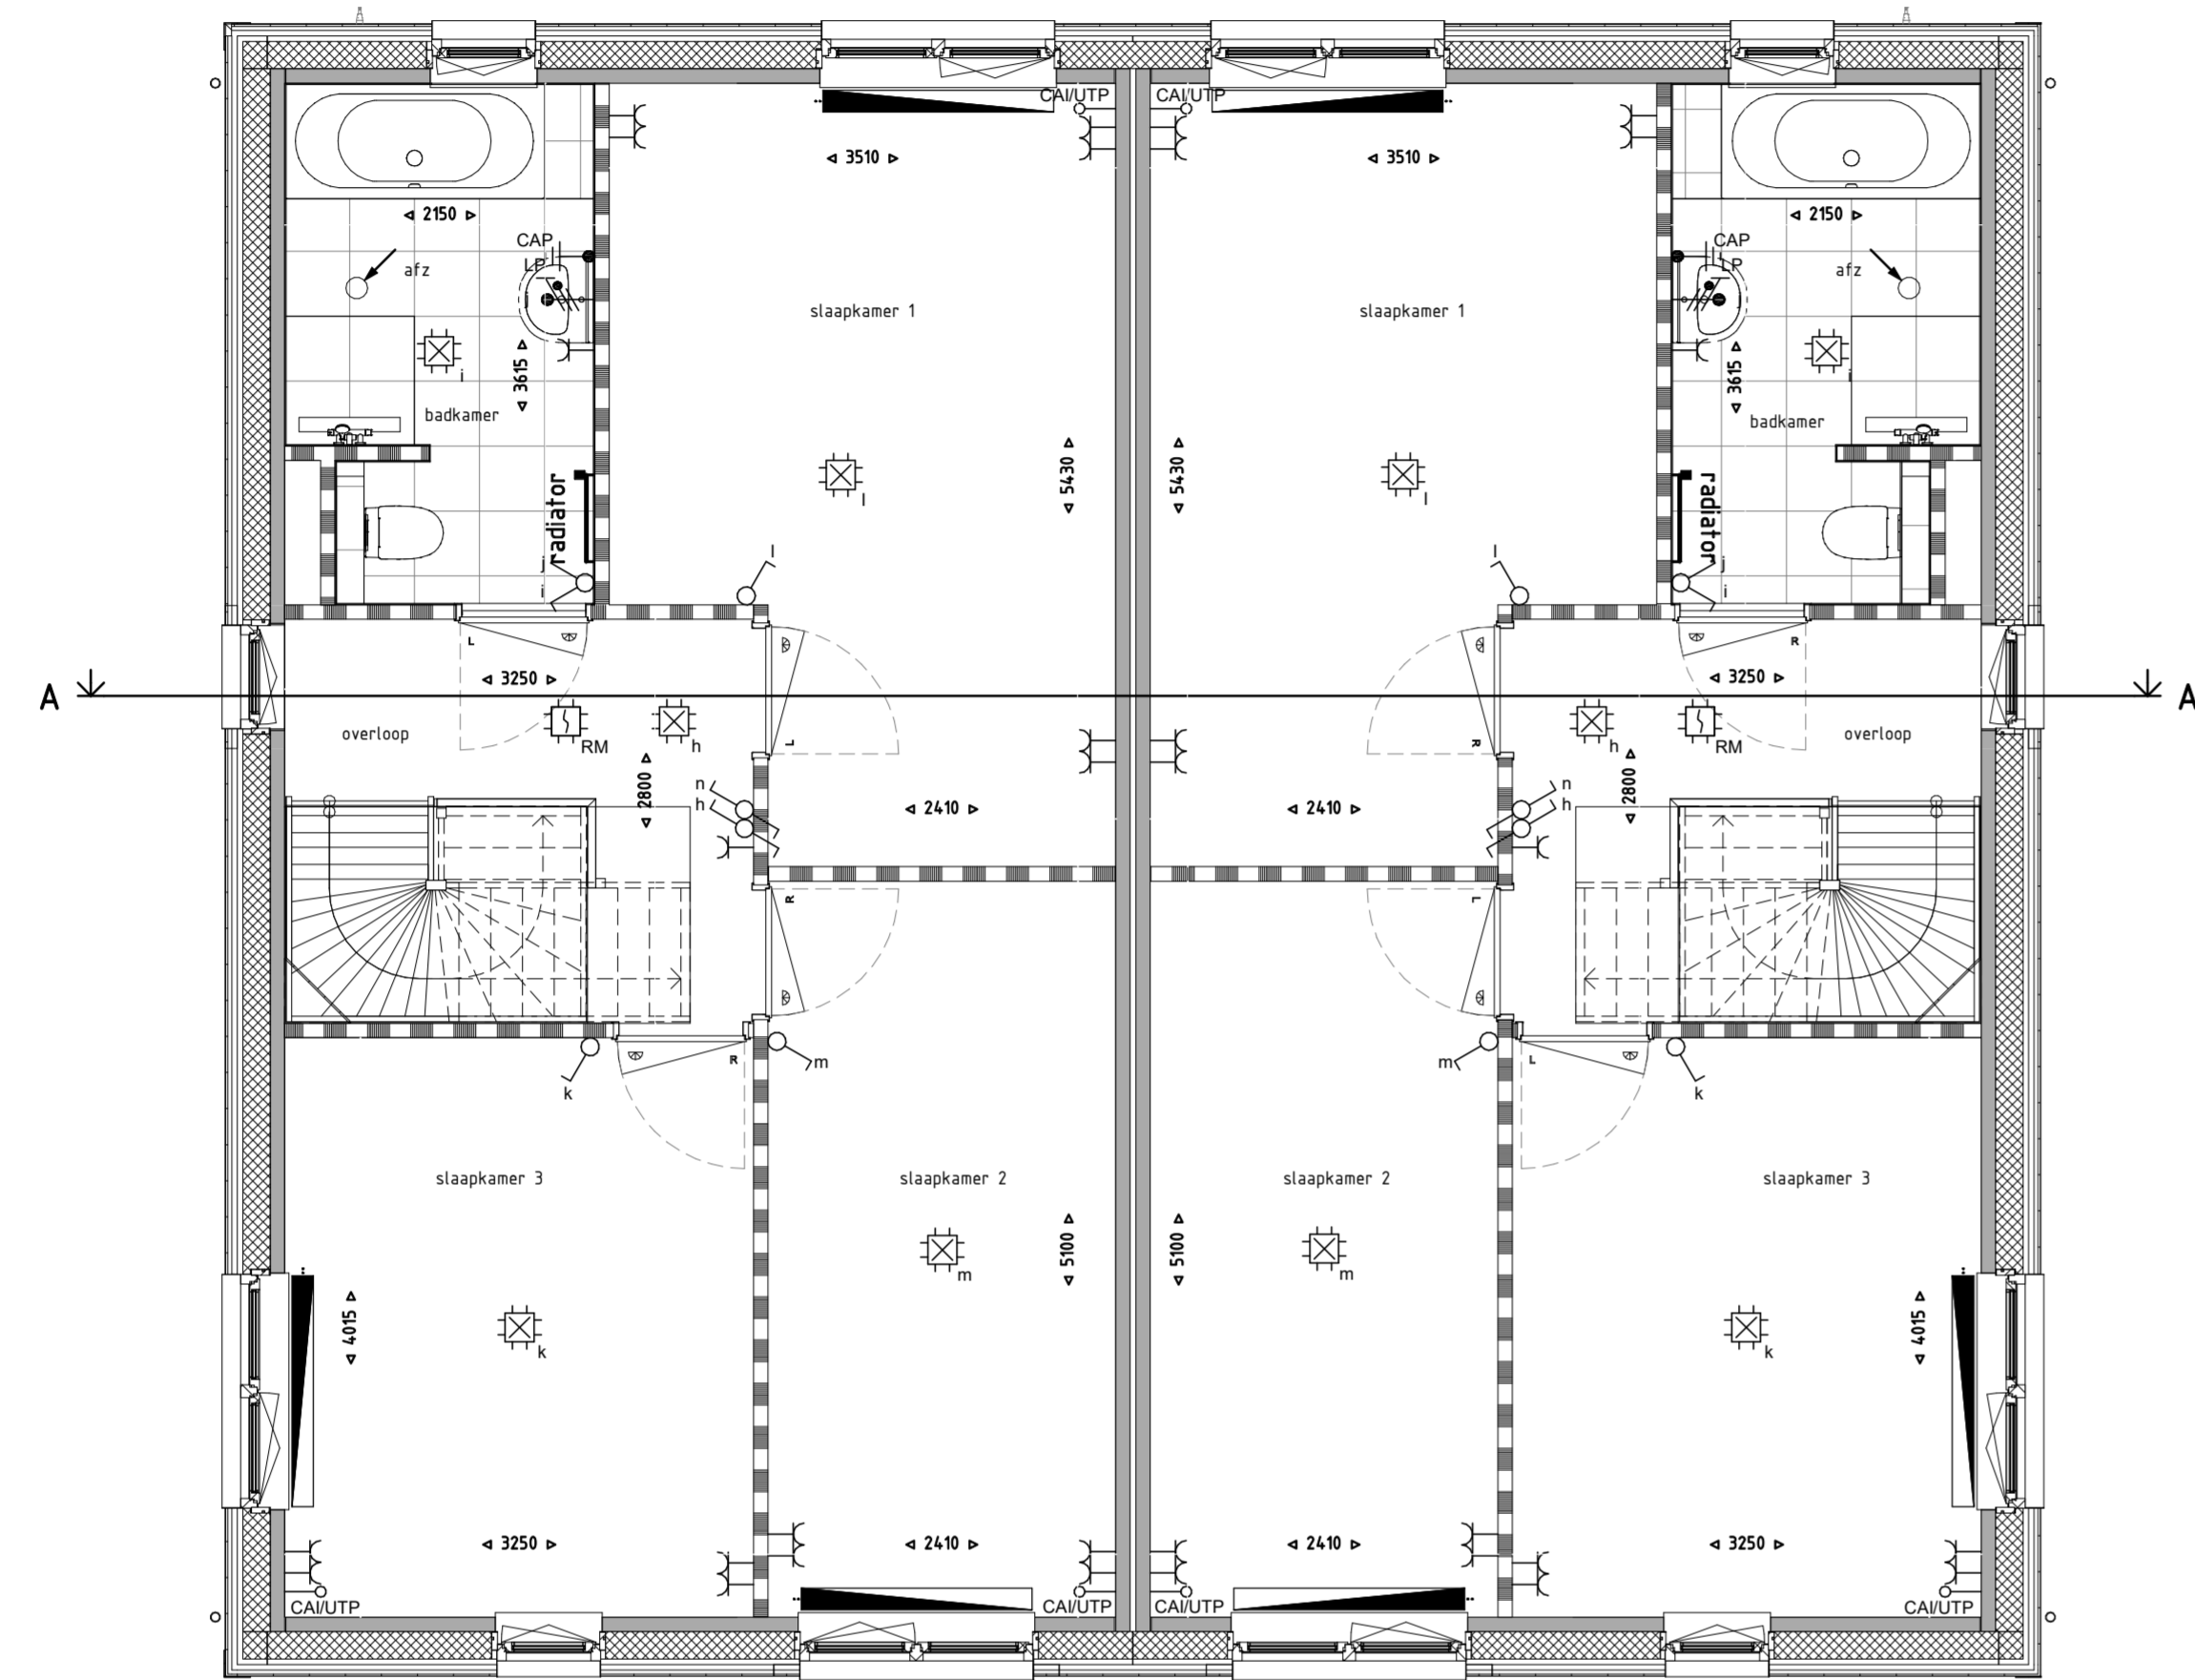 CAI/UTP CAI/UTP
3510 3510
2150 2150
CAP CAP
LP LP
afz afz
slaapkamer 1 slaapkamer 1
i i
3615 3615
badkamer badkamer
5430 5430
l l
radiator radiator
l l
j j
i i
L R
3250 3250
A A
overloop RM h h RM overloop
L R
2800 2800
n n
h h
2410 2410
R L
R L
m m
k k
slaapkamer 3 slaapkamer 2 slaapkamer 2 slaapkamer 3
5100 5100
m m
4015 4015
k k
3250 2410 2410 3250
CAI/UTP CAI/UTP CAI/UTP CAI/UTP